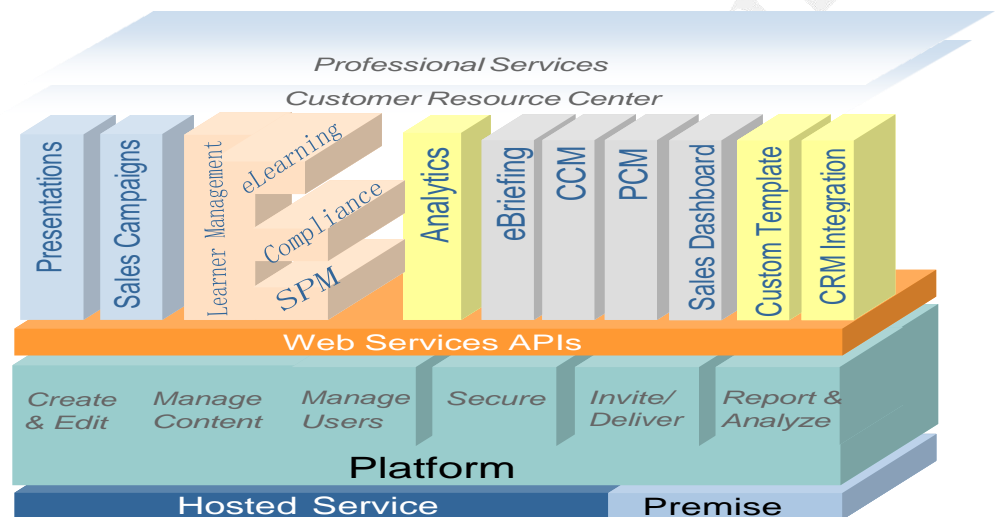 Professional Services
Customer Resource Center
Presentations
Sales Campaigns
Learner Management
eLearning
Compliance
SPM
Analytics
eBriefing
CCM
PCM
Sales Dashboard
Custom Template
CRM Integration
Web Services APIs
Create
& Edit
Manage
Content
Manage
Users
Secure
Invite/
Deliver
Report &
Analyze
Platform
Hosted Service
Premise